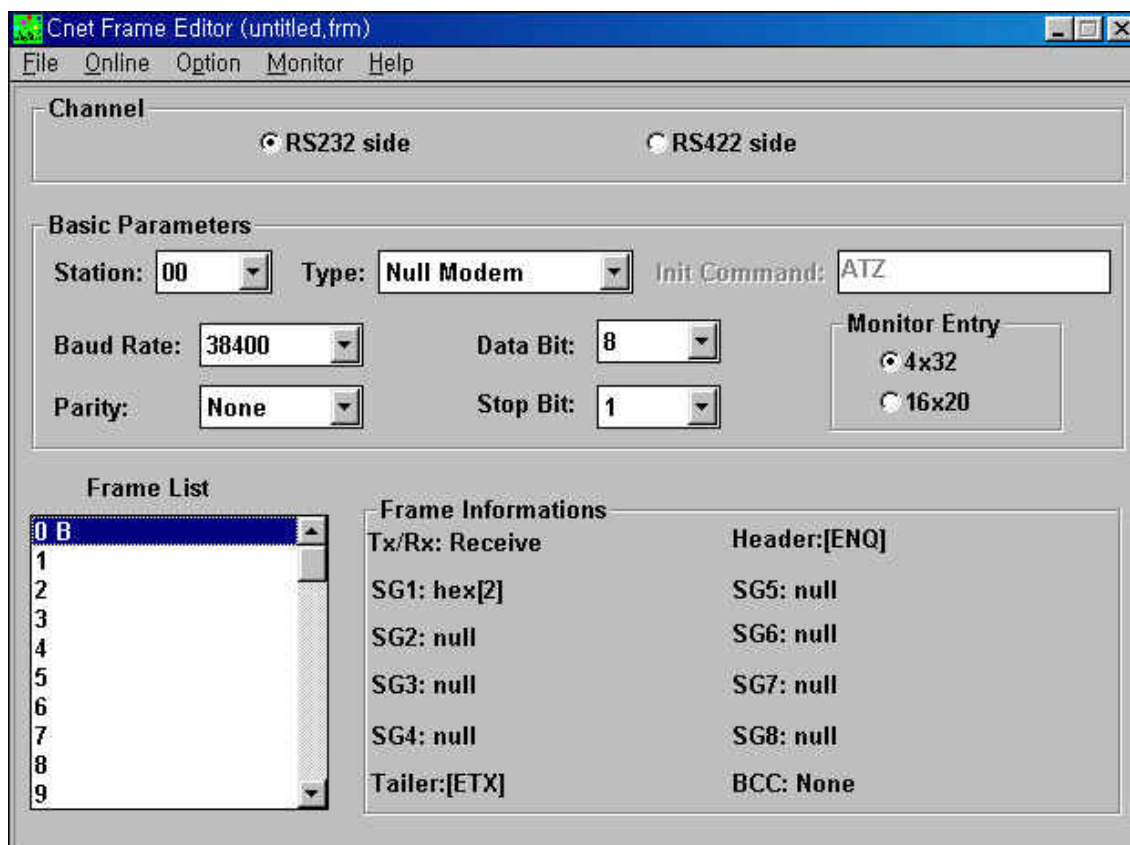 Cnet Frame Editor (untitled,frm)
File Online Option Monitor Help
Channel
RS232 side RS422 side
Basic Parameters
Station: 00 Type: Null Modem Init Command: ATZ
Baud Rate: 38400 Data Bit: 8 Monitor Entry
4x32
Parity: None Stop Bit: 1 16x20
Frame List
0 B
1
2
3
4
5
6
7
8
9
Frame Informations
Tx/Rx: Receive Header:[ENQ]
SG1: hex[2] SG5: null
SG2: null SG6: null
SG3: null SG7: null
SG4: null SG8: null
Tailer:[ETX] BCC: None